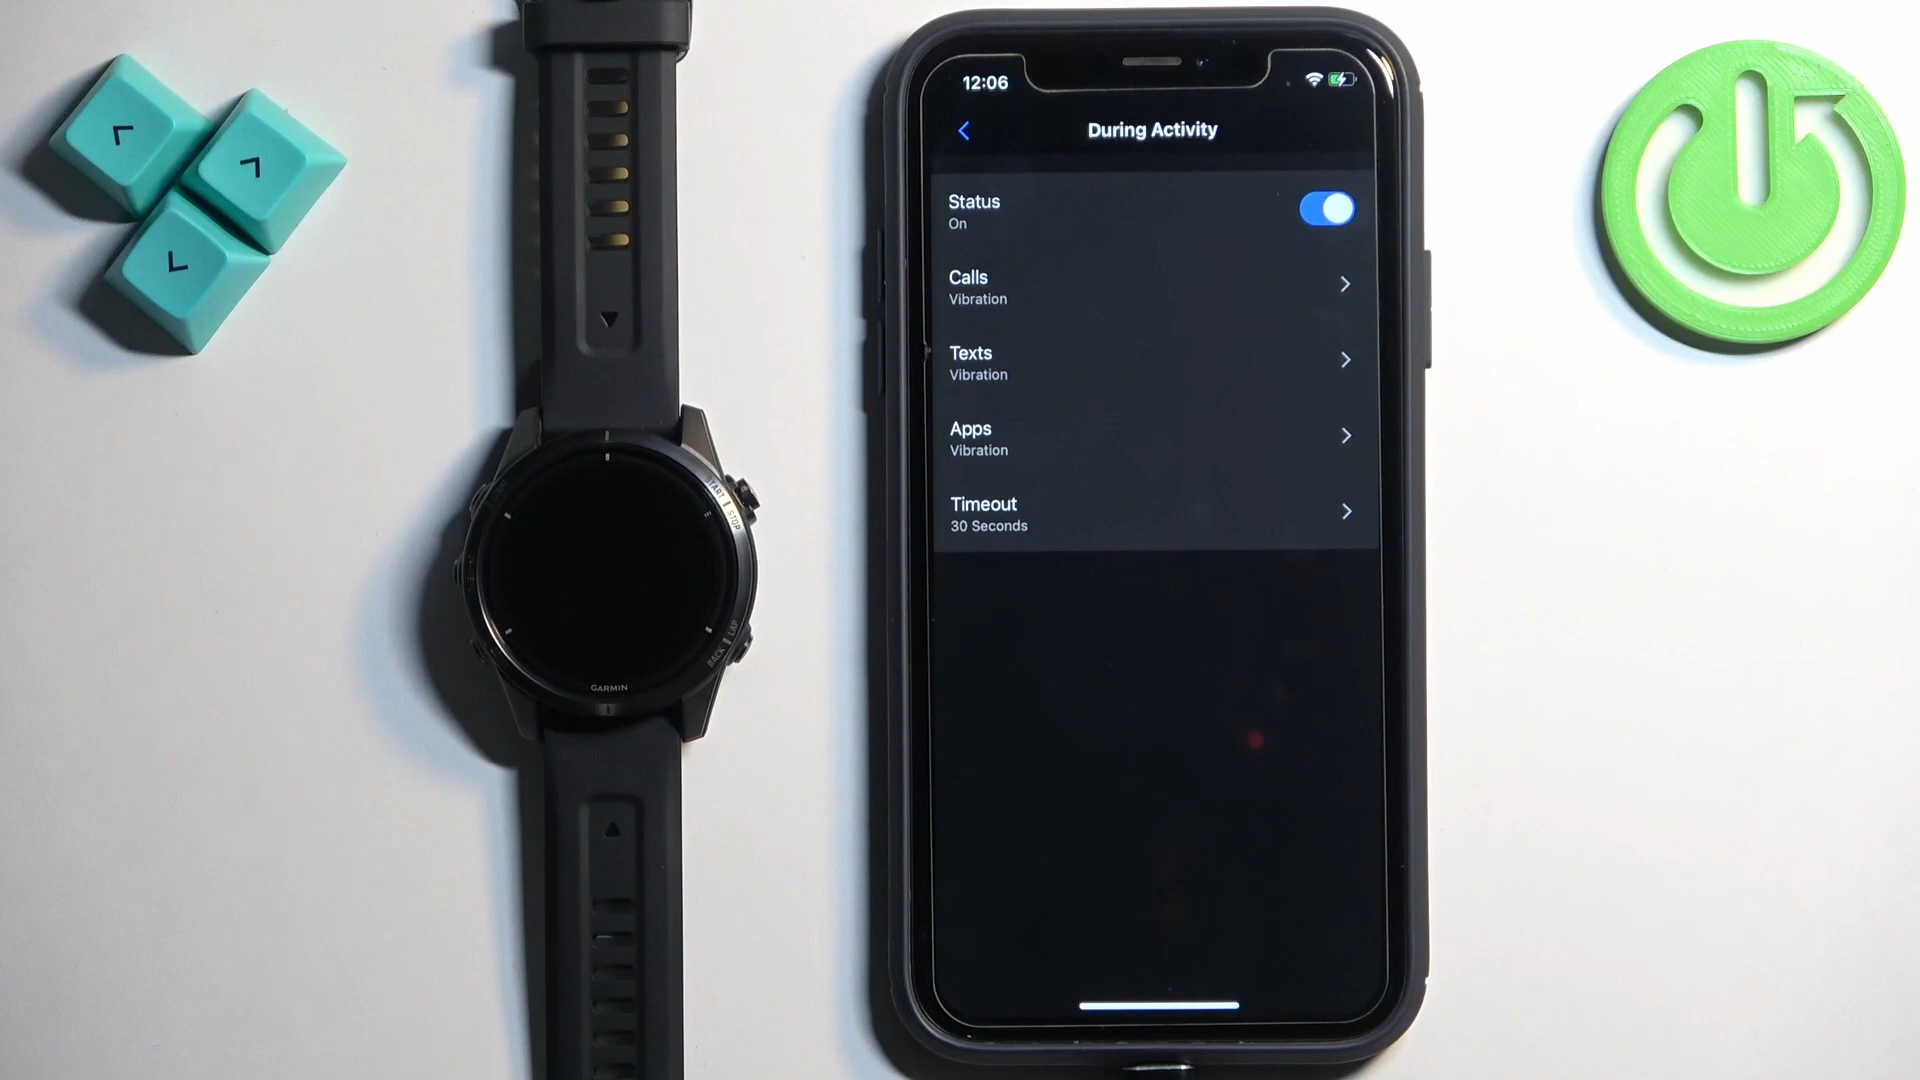 12:06
During Activity
Status
On
Calls
Vibration
Texts
Vibration
Apps
Vibration
Timeout
30 Seconds
START
STOP
LAP
BACK
GARMIN